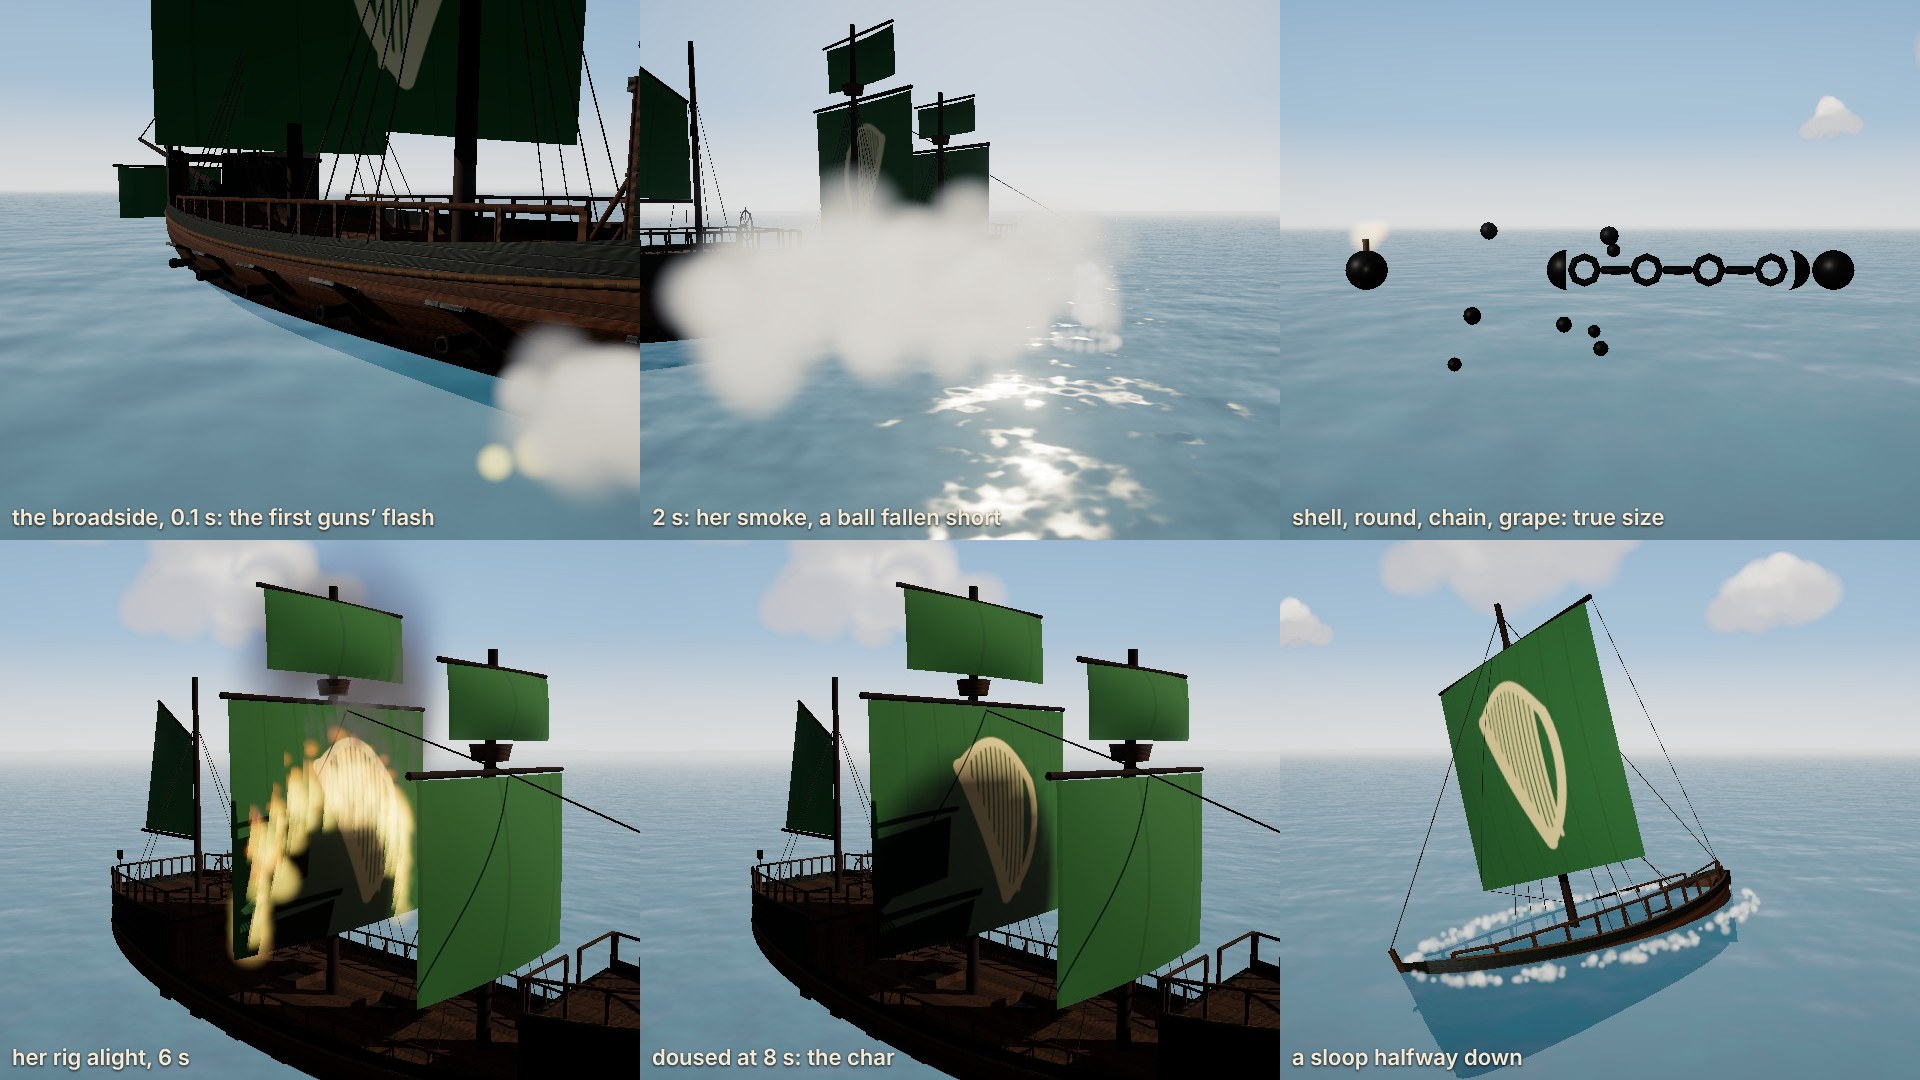 the broadside, 0.1 s: the first guns’ flash
2 s: her smoke, a ball fallen short
shell, round, chain, grape: true size
her rig alight, 6 s
doused at 8 s: the char
a sloop halfway down